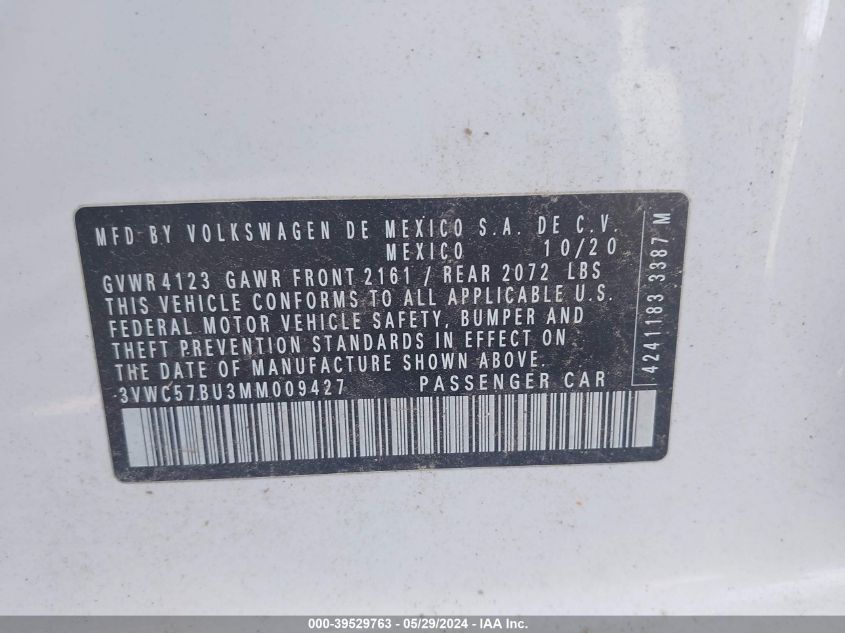 MFD BY VOLKSWAGEN DE MEXICO S.A. DE C.V.
MEXICO 10/20
GVWR 4123 GAWR FRONT 2161 / REAR 2072 LBS
THIS VEHICLE CONFORMS TO ALL APPLICABLE U.S.
FEDERAL MOTOR VEHICLE SAFETY, BUMPER AND
THEFT PREVENTION STANDARDS IN EFFECT ON
THE DATE OF MANUFACTURE SHOWN ABOVE.
3VWC57BU3MM009427 PASSENGER CAR
4241183 3387 M
000-39529763 - 05/29/2024 - IAA Inc.